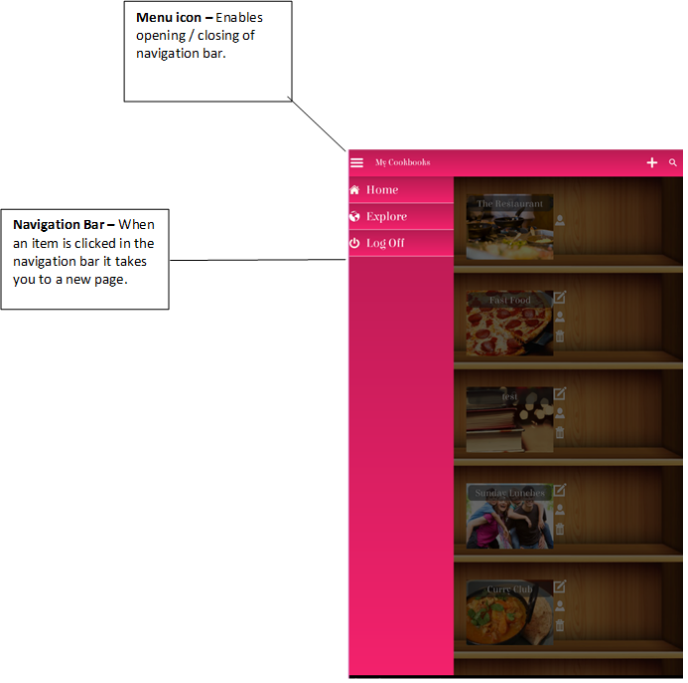 Menu icon – Enables
opening / closing of
navigation bar.
My Cookbooks
Navigation Bar – When
an item is clicked in the
navigation bar it takes
you to a new page.
Home
Explore
Log Off
The Restaurant
Fast Food
test
Sunday Lunches
Curry Club